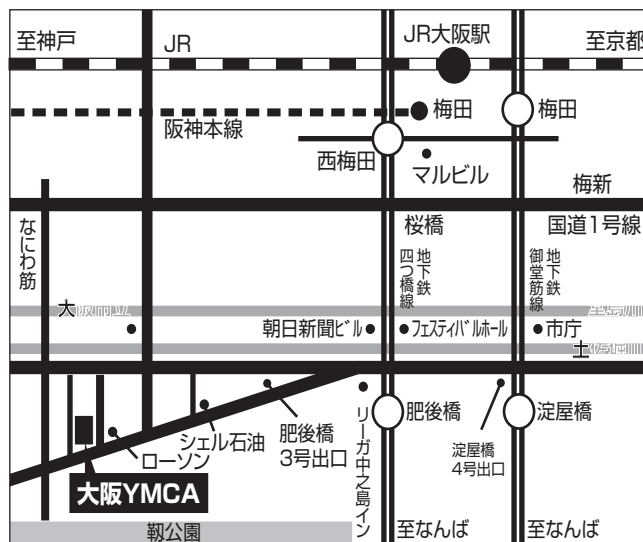 至神戸
JR
JR大阪駅
至京都
梅田
梅田
阪神本線
西梅田
マルビル
梅新
なにわ筋
桜橋
国道1号線
地下鉄
四つ橋線
地下鉄
御堂筋線
朝日新聞ビル
フェスティバルホール
市庁
肥後橋
淀屋橋
シェル石油
肥後橋
3号出口
リーガ中之島イン
淀屋橋
4号出口
ローソン
大阪YMCA
靱公園
至なんば
至なんば